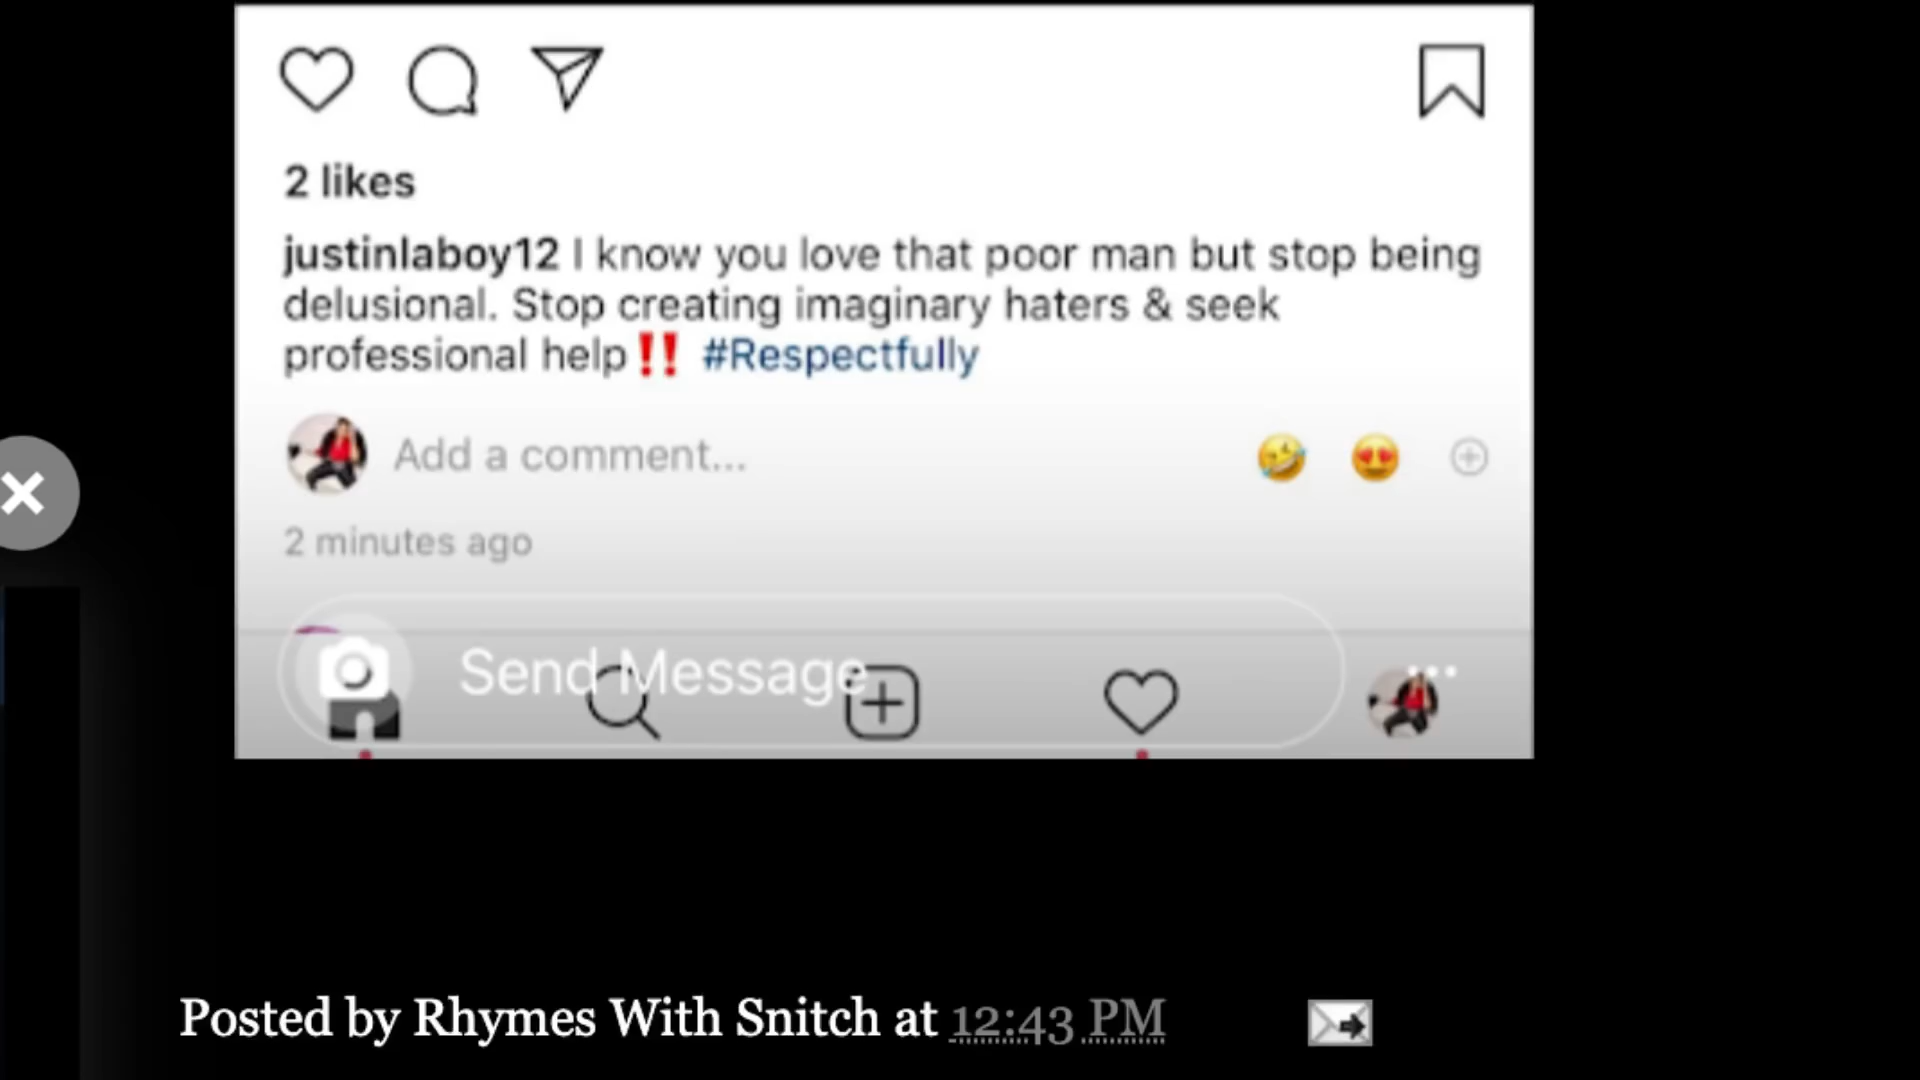 2 likes
justinlaboy12 I know you love that poor man but stop being
delusional. Stop creating imaginary haters & seek
professional help‼️ #Respectfully
Add a comment...
2 minutes ago
Send Message
Posted by Rhymes With Snitch at 12:43 PM